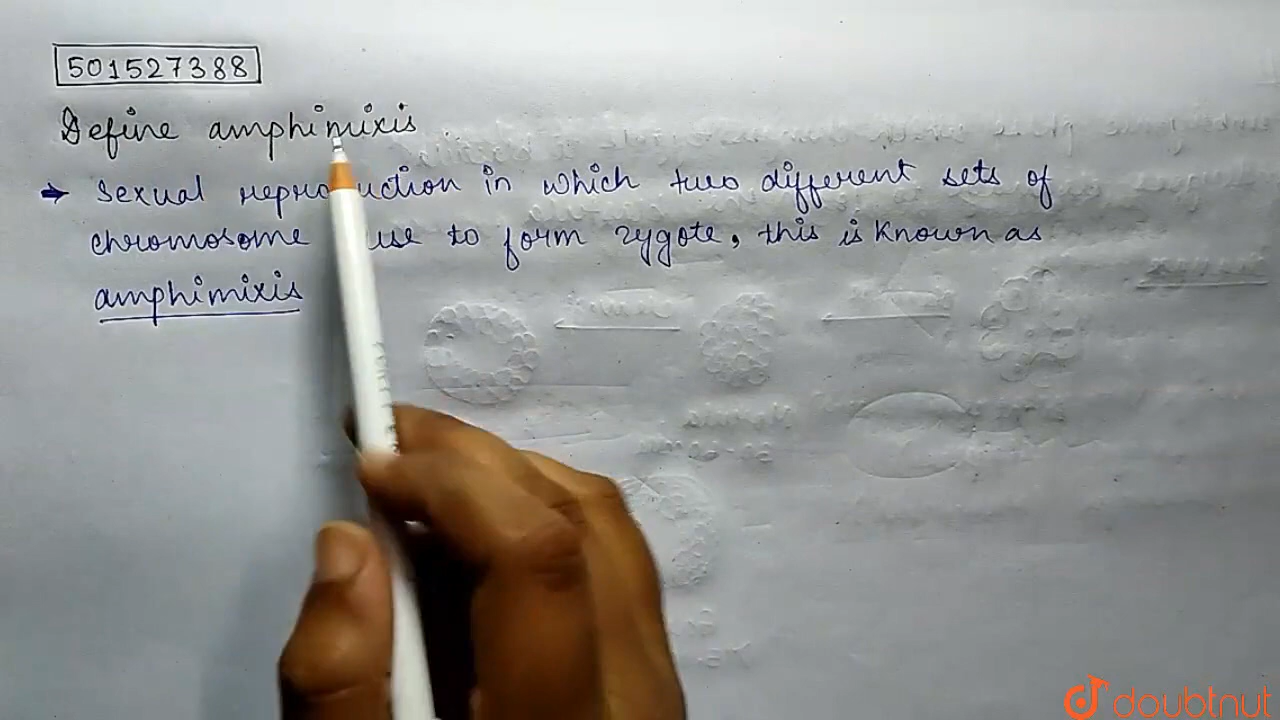 501527388
Define amphimixis
→ Sexual reproduction in which two different sets of
chromosome use to form zygote, this is known as
amphimixis
doubtnut